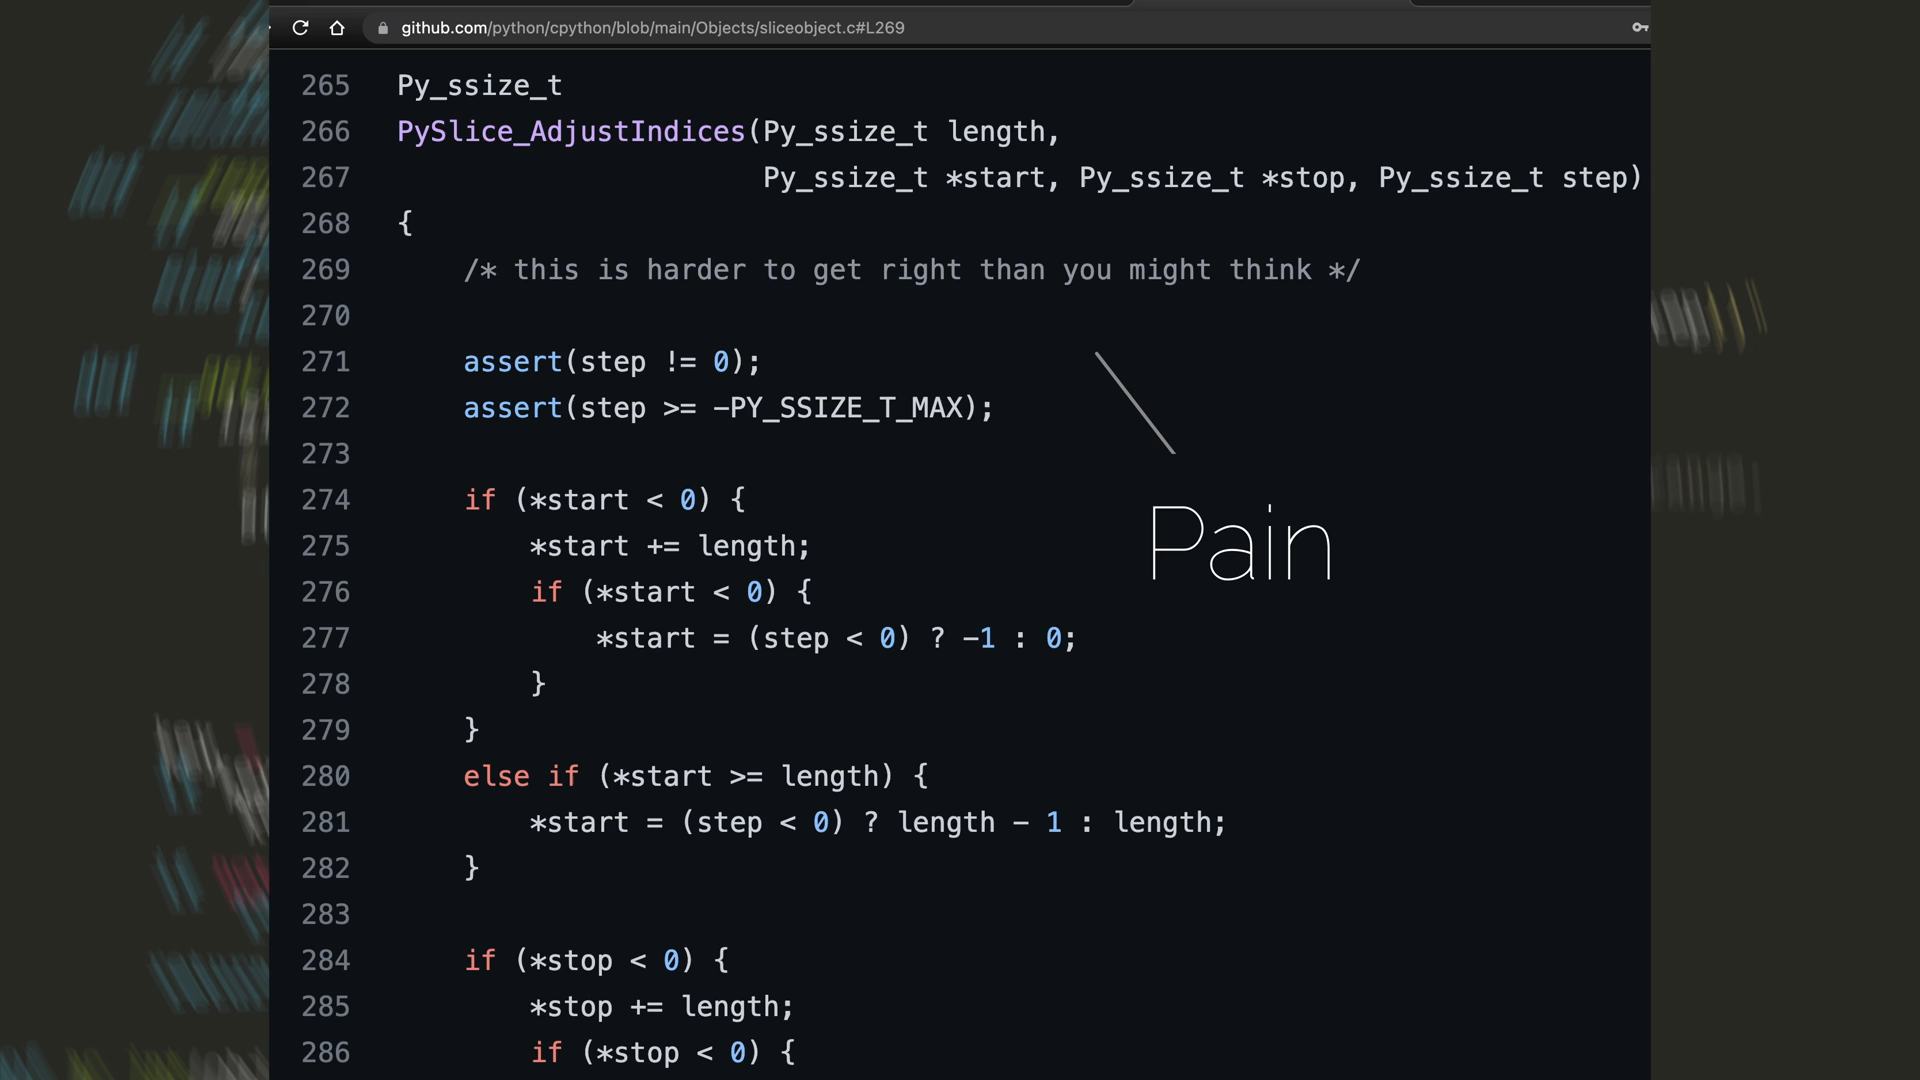 github.com/python/cpython/blob/main/Objects/sliceobject.c#L269
265 Py_ssize_t
266 PySlice_AdjustIndices(Py_ssize_t length,
267 Py_ssize_t *start, Py_ssize_t *stop, Py_ssize_t step)
268 {
269 /* this is harder to get right than you might think */
270
271 assert(step != 0);
272 assert(step >= -PY_SSIZE_T_MAX);
273
274 if (*start < 0) {
275 *start += length;
Pain
276 if (*start < 0) {
277 *start = (step < 0) ? -1 : 0;
278 }
279 }
280 else if (*start >= length) {
281 *start = (step < 0) ? length - 1 : length;
282 }
283
284 if (*stop < 0) {
285 *stop += length;
286 if (*stop < 0) {